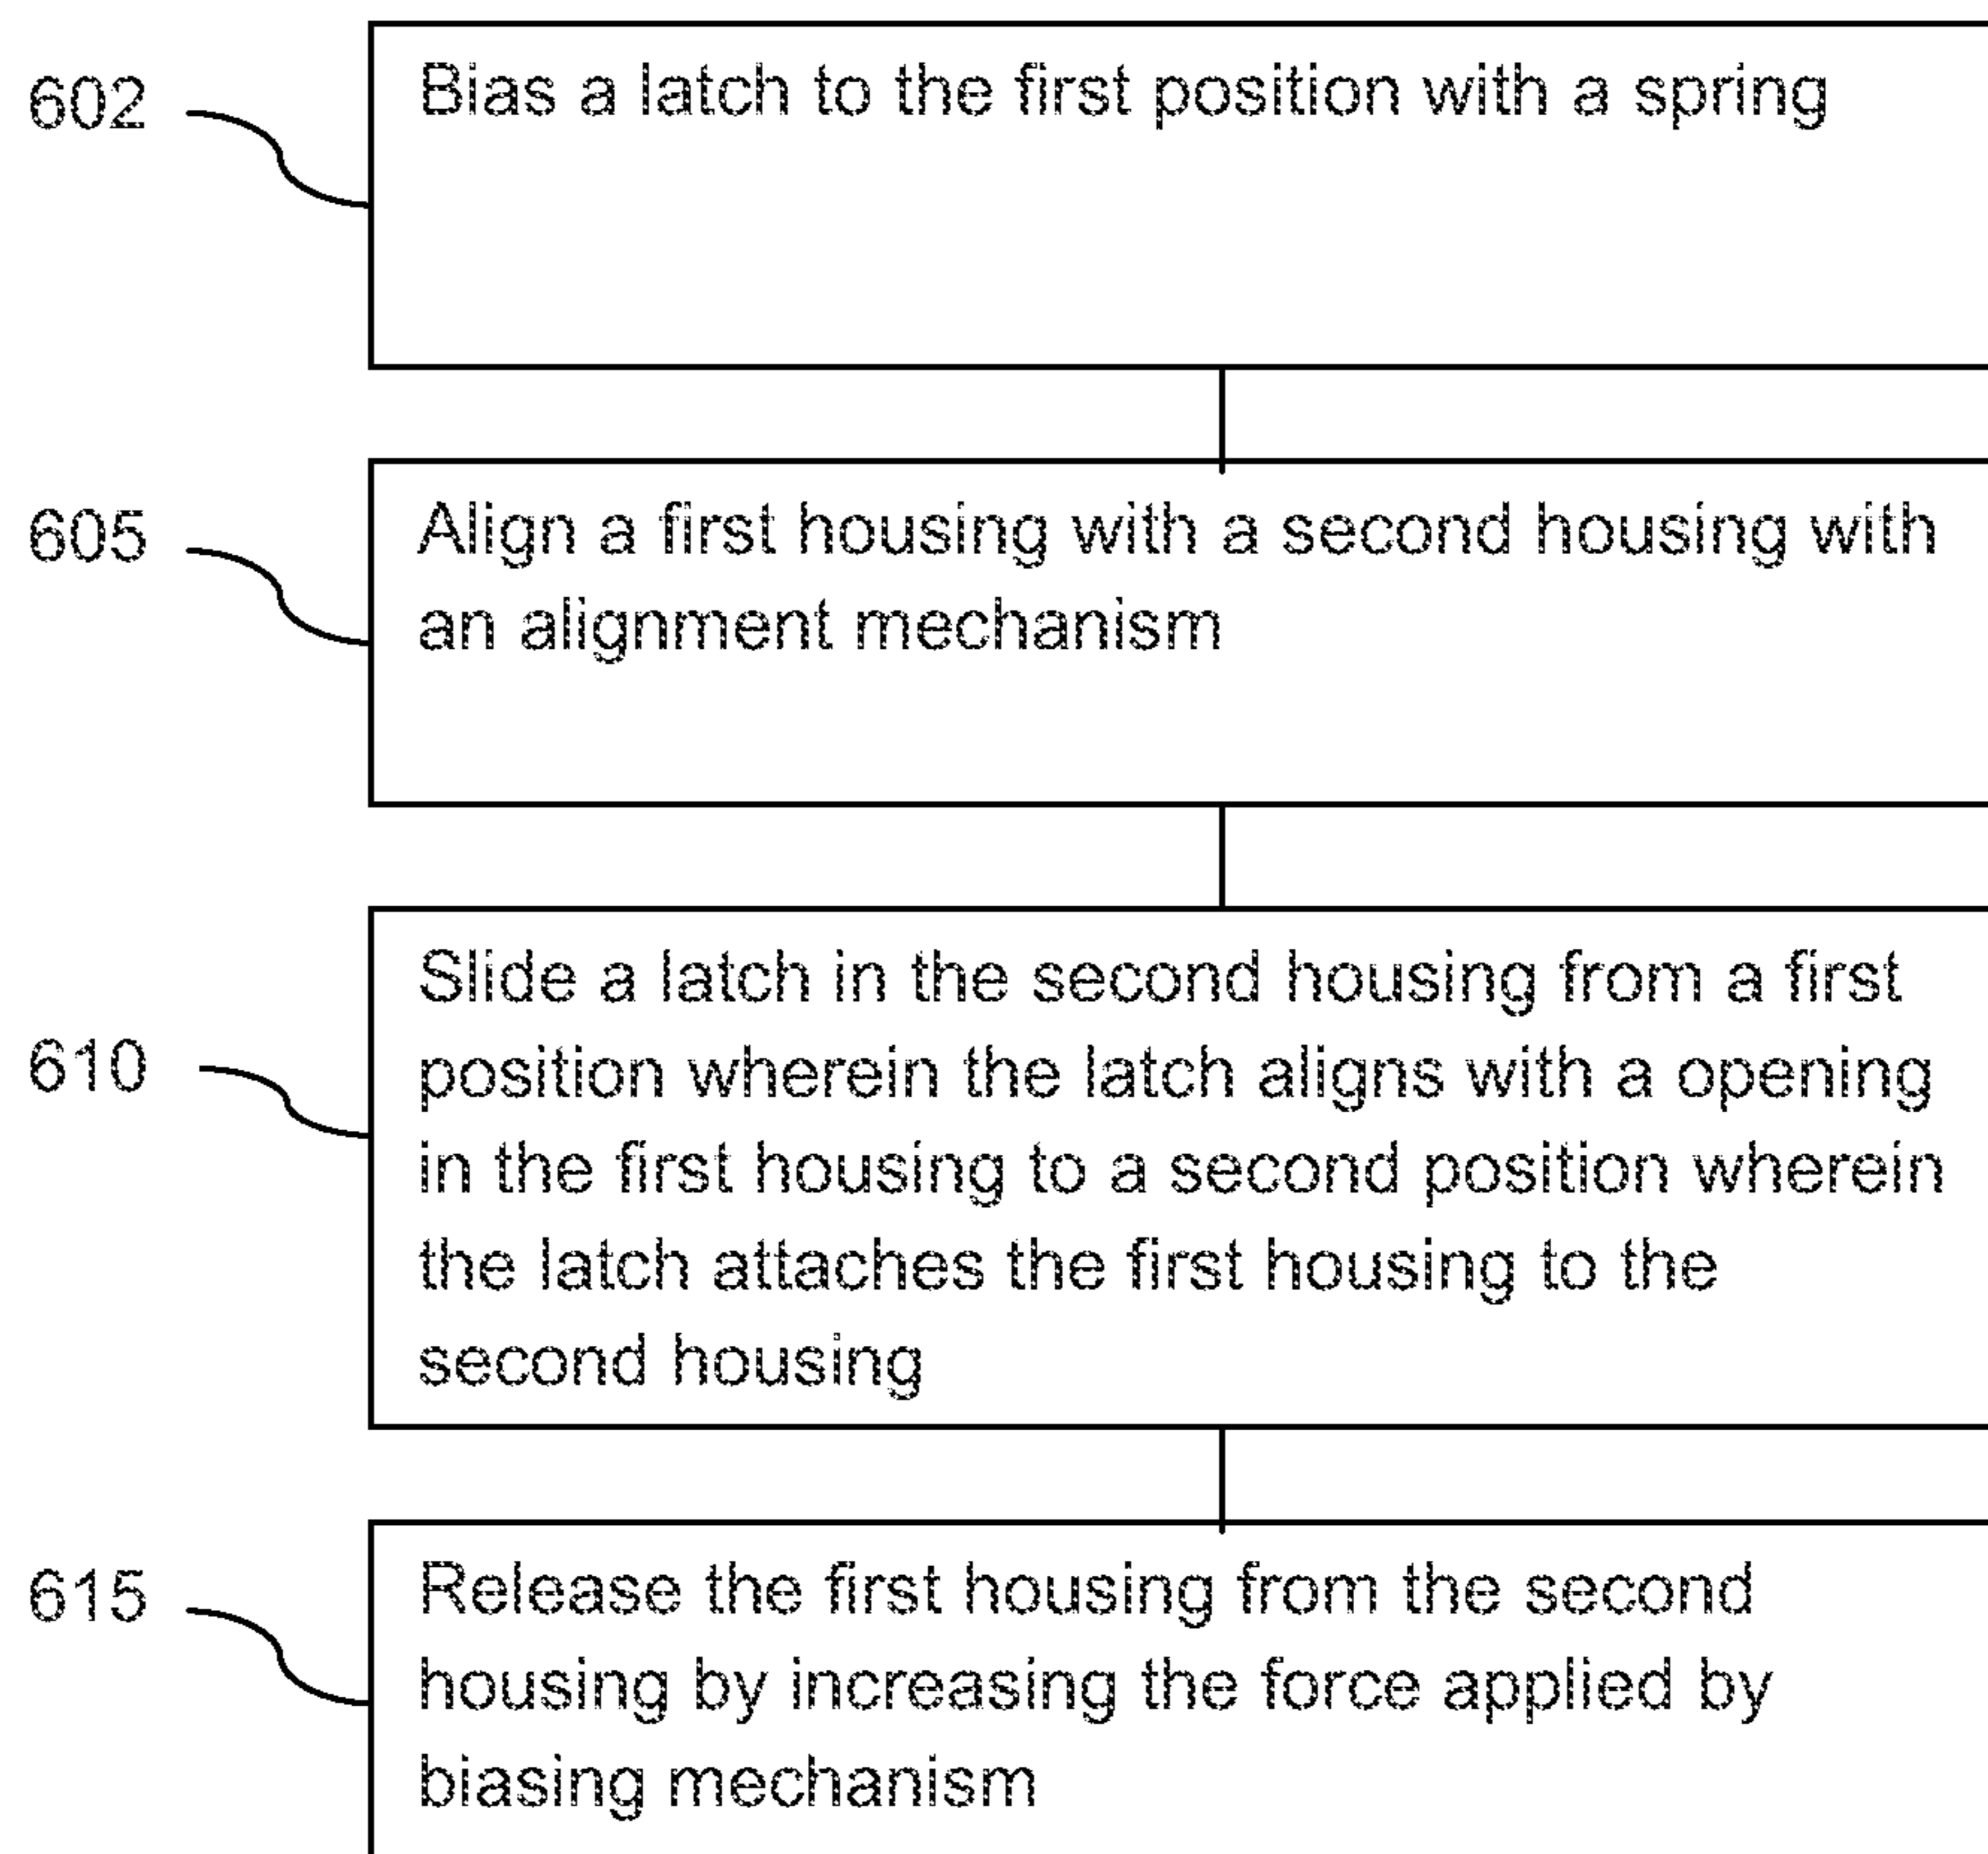 602
Bias a latch to the first position with a spring
605
Align a first housing with a second housing with
an alignment mechanism
610
Slide a latch in the second housing from a first
position wherein the latch aligns with a opening
in the first housing to a second position wherein
the latch attaches the first housing to the
second housing
615
Release the first housing from the second
housing by increasing the force applied by
biasing mechanism